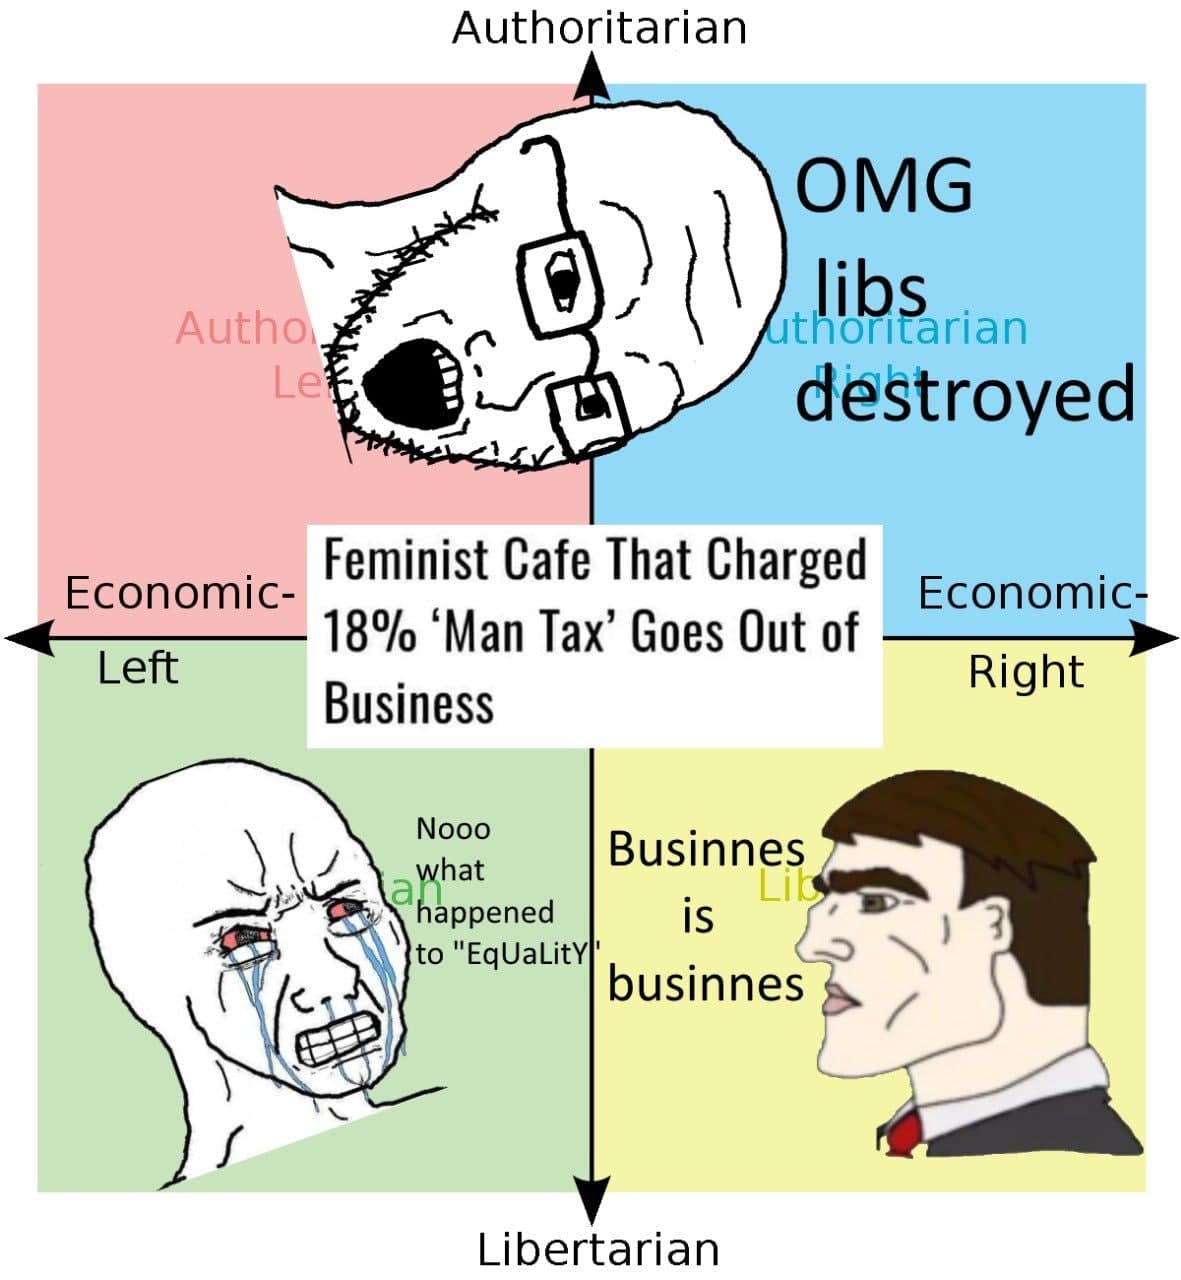 Authoritarian
OMG
libs
destroyed
uthoritarian
Right
Autho
Le
Feminist Cafe That Charged
18% ‘Man Tax’ Goes Out of
Business
Economic-
Left
Economic-
Right
Nooo
what
happened
to "EqUaLitY"
an
Businnes
is
businnes
Lib
Libertarian